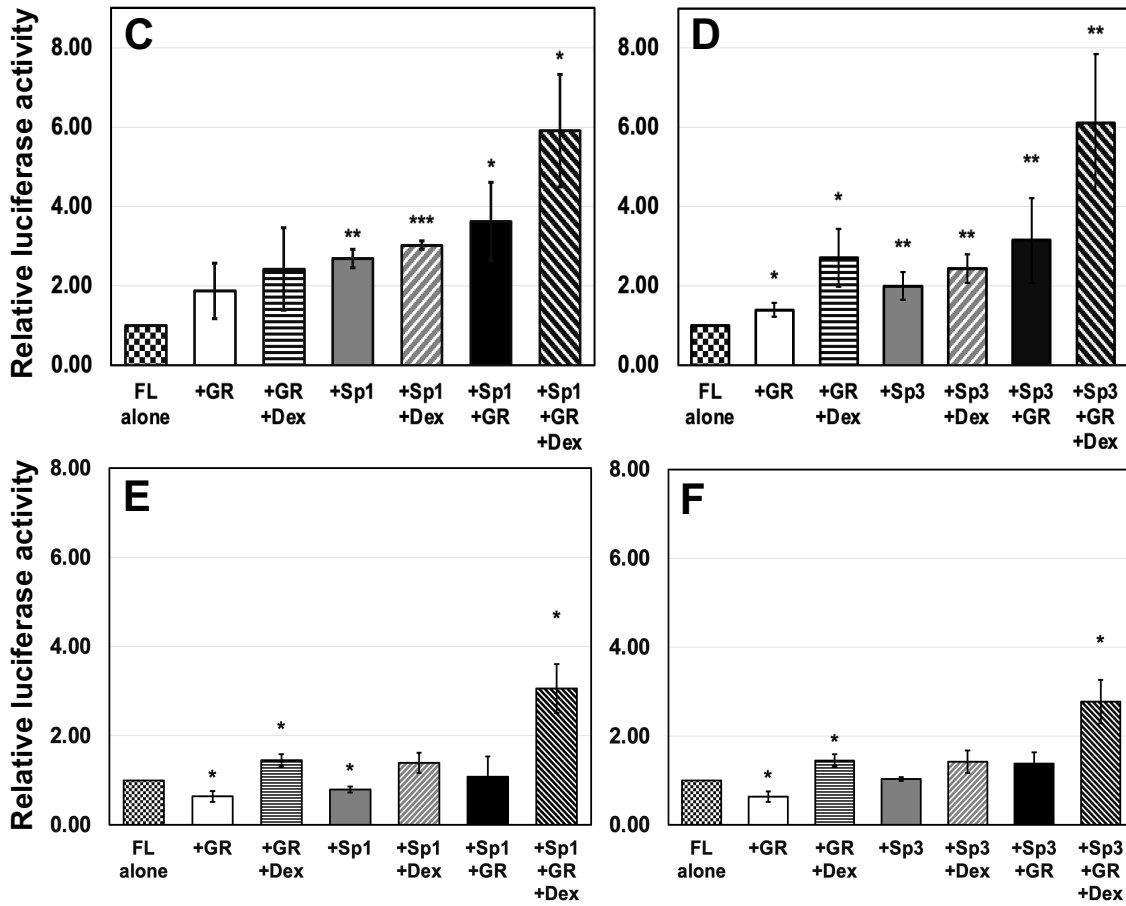 C
Relative luciferase activity
8.00
6.00
4.00
2.00
0.00
** *** * *
FL alone
+GR
+GR +Dex
+Sp1
+Sp1 +Dex
+Sp1 +GR
+Sp1 +GR +Dex
D
8.00
6.00
4.00
2.00
0.00
* * ** ** ** **
FL alone
+GR
+GR +Dex
+Sp3
+Sp3 +Dex
+Sp3 +GR
+Sp3 +GR +Dex
E
Relative luciferase activity
8.00
6.00
4.00
2.00
0.00
* * * *
FL alone
+GR
+GR +Dex
+Sp1
+Sp1 +Dex
+Sp1 +GR
+Sp1 +GR +Dex
F
8.00
6.00
4.00
2.00
0.00
* * *
FL alone
+GR
+GR +Dex
+Sp3
+Sp3 +Dex
+Sp3 +GR
+Sp3 +GR +Dex